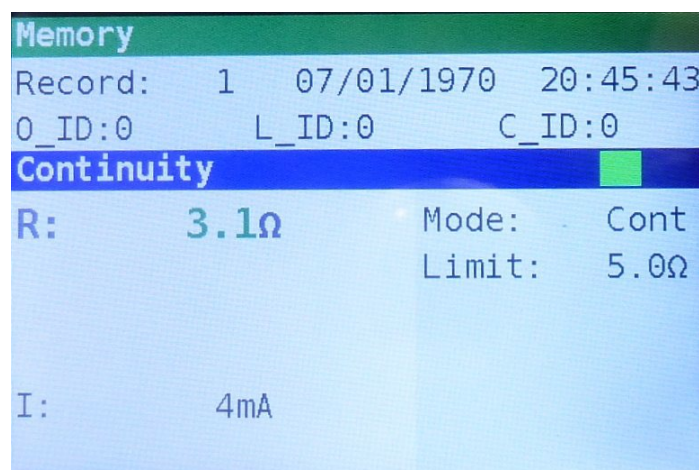 Memory
Record: 1 07/01/1970 20:45:43
O_ID:0 L_ID:0 C_ID:0
Continuity
R: 3.1Ω Mode: Cont
Limit: 5.0Ω
I: 4mA